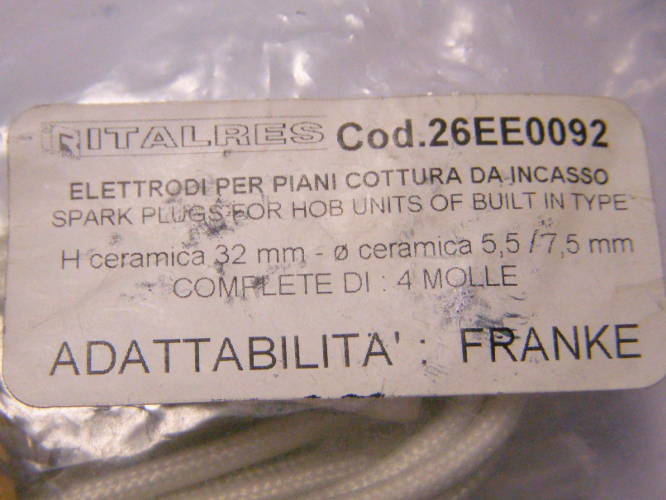 ITALRES Cod.26EE0092
ELETTRODI PER PIANI COTTURA DA INCASSO
SPARK PLUGS FOR HOB UNITS OF BUILT IN TYPE
H ceramica 32 mm - ø ceramica 5,5 / 7,5 mm
COMPLETE DI : 4 MOLLE
ADATTABILITA' : FRANKE